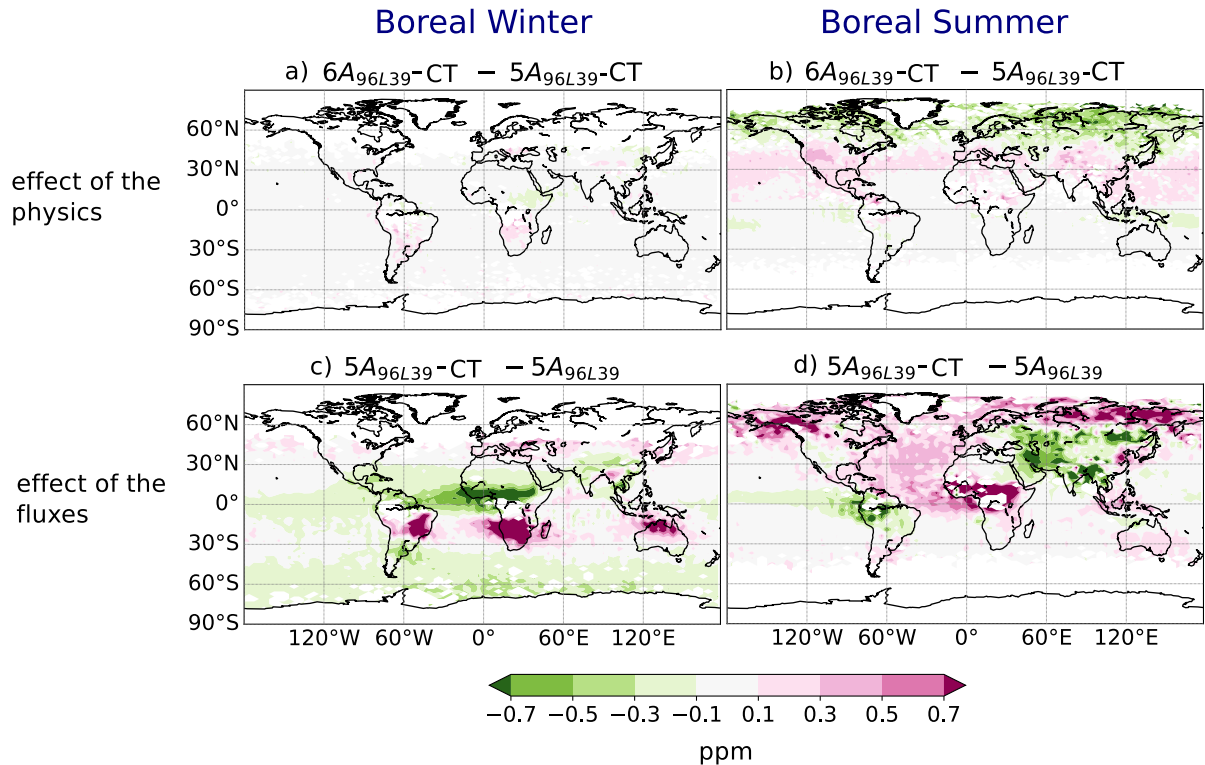 Boreal Winter
Boreal Summer
a) 6A96L39-CT − 5A96L39-CT
b) 6A96L39-CT − 5A96L39-CT
60°N
30°N
0°
30°S
60°S
90°S
effect of the
physics
c) 5A96L39-CT − 5A96L39
d) 5A96L39-CT − 5A96L39
60°N
30°N
0°
30°S
60°S
90°S
effect of the
fluxes
120°W 60°W 0° 60°E 120°E
120°W 60°W 0° 60°E 120°E
−0.7 −0.5 −0.3 −0.1 0.1 0.3 0.5 0.7
ppm